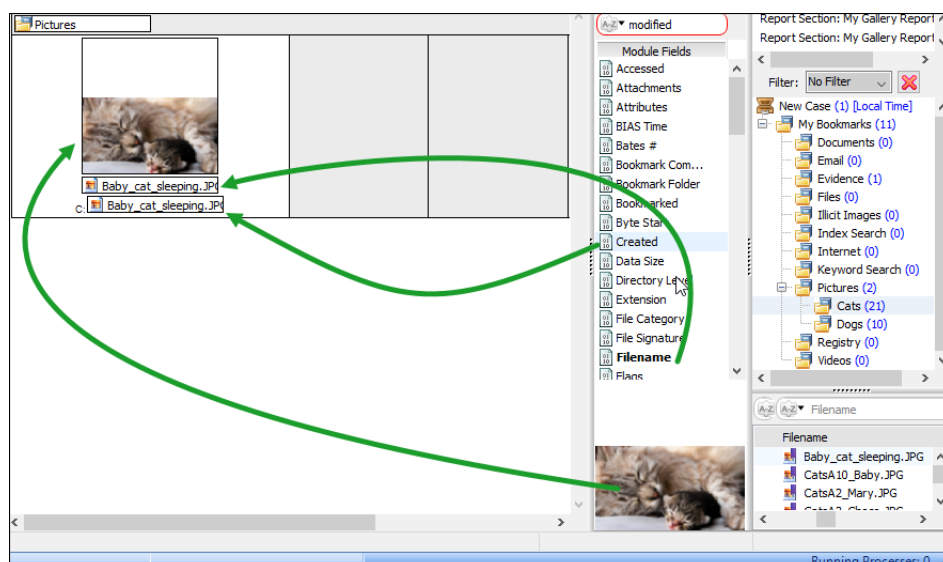 Pictures
Baby_cat_sleeping.JPG
C:
Baby_cat_sleeping.JPG
modified
Module Fields
Accessed
Attachments
Attributes
BIAS Time
Bates #
Bookmark Com...
Bookmark Folder
Bookmarked
Byte Start
Created
Data Size
Directory Level
Extension
File Category
File Signature
Filename
Flags
Report Section: My Gallery Report
Report Section: My Gallery Report
Filter: No Filter
New Case (1) [Local Time]
My Bookmarks (11)
Documents (0)
Email (0)
Evidence (1)
Files (0)
Illicit Images (0)
Index Search (0)
Internet (0)
Keyword Search (0)
Pictures (2)
Cats (21)
Dogs (10)
Registry (0)
Videos (0)
A-Z A-Z Filename
Filename
Baby_cat_sleeping.JPG
CatsA10_Baby.JPG
CatsA2_Mary.JPG
Running Processes: 0